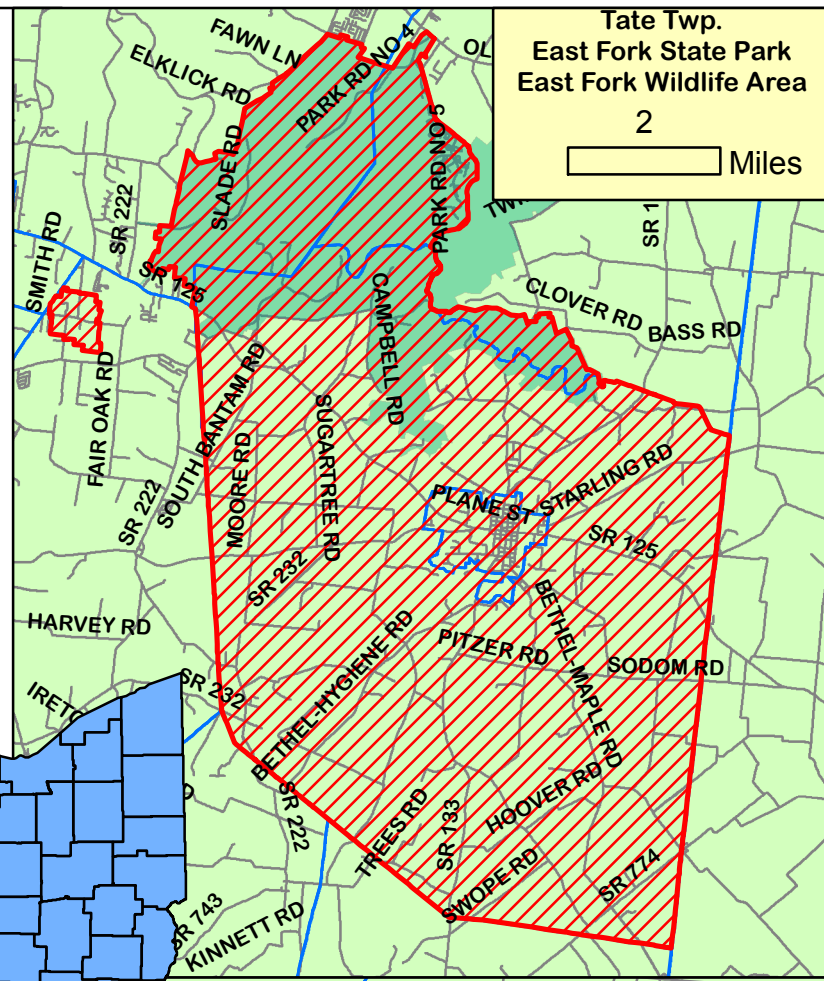 Tate Twp.
East Fork State Park
East Fork Wildlife Area
2
Miles
FAWN LN
PARK RD NO 4
OL
ELKLICK RD
PARK RD NO 5
SLADE RD
SR 222
SMITH RD
SR 1
SR 125
CLOVER RD
BASS RD
CAMPBELL RD
FAIR OAK RD
SOUTH BANTAM RD
MOORE RD
SUGARTREE RD
SR 222
PLANE ST
STARLING RD
SR 125
SR 232
HARVEY RD
BETHEL-HYGIENE RD
PITZER RD
BETHEL-MAPLE RD
SODOM RD
SR 232
SR 222
TREES RD
SR 133
HOOVER RD
SWOPE RD
SR 774
SR 743
KINNETT RD